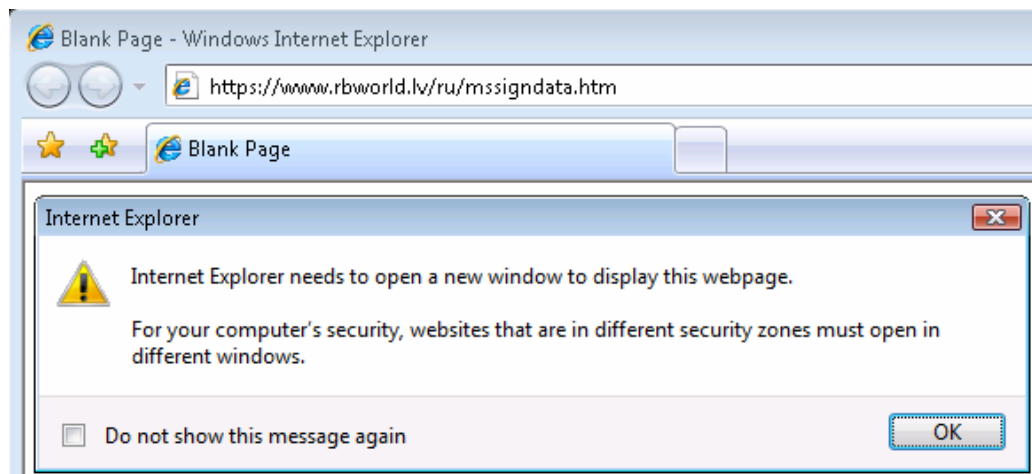 Blank Page - Windows Internet Explorer
https://www.rbworld.lv/ru/mssigndata.htm
Blank Page
Internet Explorer
Internet Explorer needs to open a new window to display this webpage.
For your computer's security, websites that are in different security zones must open in
different windows.
Do not show this message again
OK